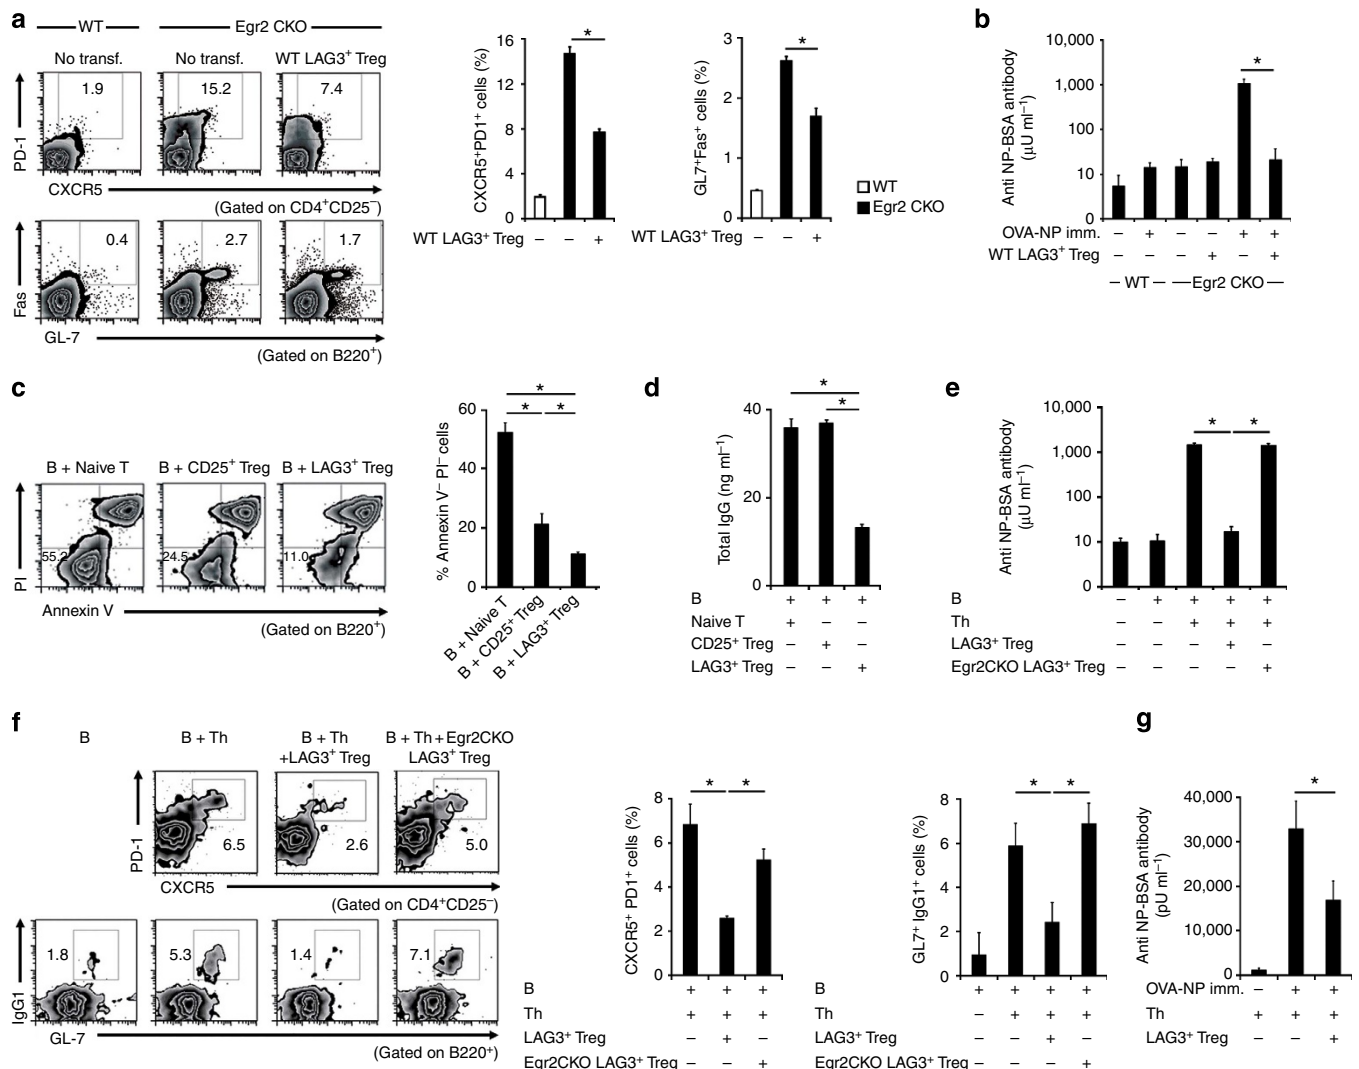 a
WT
Egr2 CKO
No transf.
No transf.
WT LAG3+ Treg
1.9
15.2
7.4
PD-1
CXCR5
(Gated on CD4+CD25−)
0.4
2.7
1.7
Fas
GL-7
(Gated on B220+)
CXCR5+PD1+ cells (%)
16
12
8
4
0
*
WT LAG3+ Treg − − +
GL7+Fas+ cells (%)
3
2
1
0
*
WT LAG3+ Treg − − +
WT
Egr2 CKO
b
Anti NP-BSA antibody
(µU ml−1)
10,000
1,000
100
10
0
*
OVA-NP imm. − + − − + +
WT LAG3+ Treg − − − + − +
− WT − − Egr2 CKO −
c
B + Naive T
B + CD25+ Treg
B + LAG3+ Treg
55.2
24.5
11.0
PI
Annexin V
(Gated on B220+)
% Annexin V− PI− cells
60
40
20
0
*
* *
B + Naive T
B + CD25+ Treg
B + LAG3+ Treg
d
Total IgG (ng ml−1)
40
20
0
*
*
B + + +
Naive T + − −
CD25+ Treg − + −
LAG3+ Treg − − +
e
Anti NP-BSA antibody
(µU ml−1)
10,000
1,000
100
10
0
* *
B − + + + +
Th − − + + +
LAG3+ Treg − − − + −
Egr2CKO LAG3+ Treg − − − − +
f
B
B + Th
B + Th
+LAG3+ Treg
B + Th +Egr2CKO
LAG3+ Treg
6.5
2.6
5.0
PD-1
CXCR5
(Gated on CD4+CD25−)
1.8
5.3
1.4
7.1
IgG1
GL-7
(Gated on B220+)
CXCR5+ PD1+ cells (%)
8
6
4
2
0
* *
B + + +
Th + + +
LAG3+ Treg − + −
Egr2CKO LAG3+ Treg − − +
GL7+ IgG1+ cells (%)
8
6
4
2
0
* *
B + + + +
Th − + + +
LAG3+ Treg − − + −
Egr2CKO LAG3+ Treg − − − +
g
Anti NP-BSA antibody
(pU ml−1)
40,000
30,000
20,000
10,000
0
*
OVA-NP imm. − + +
Th + + +
LAG3+ Treg − − +